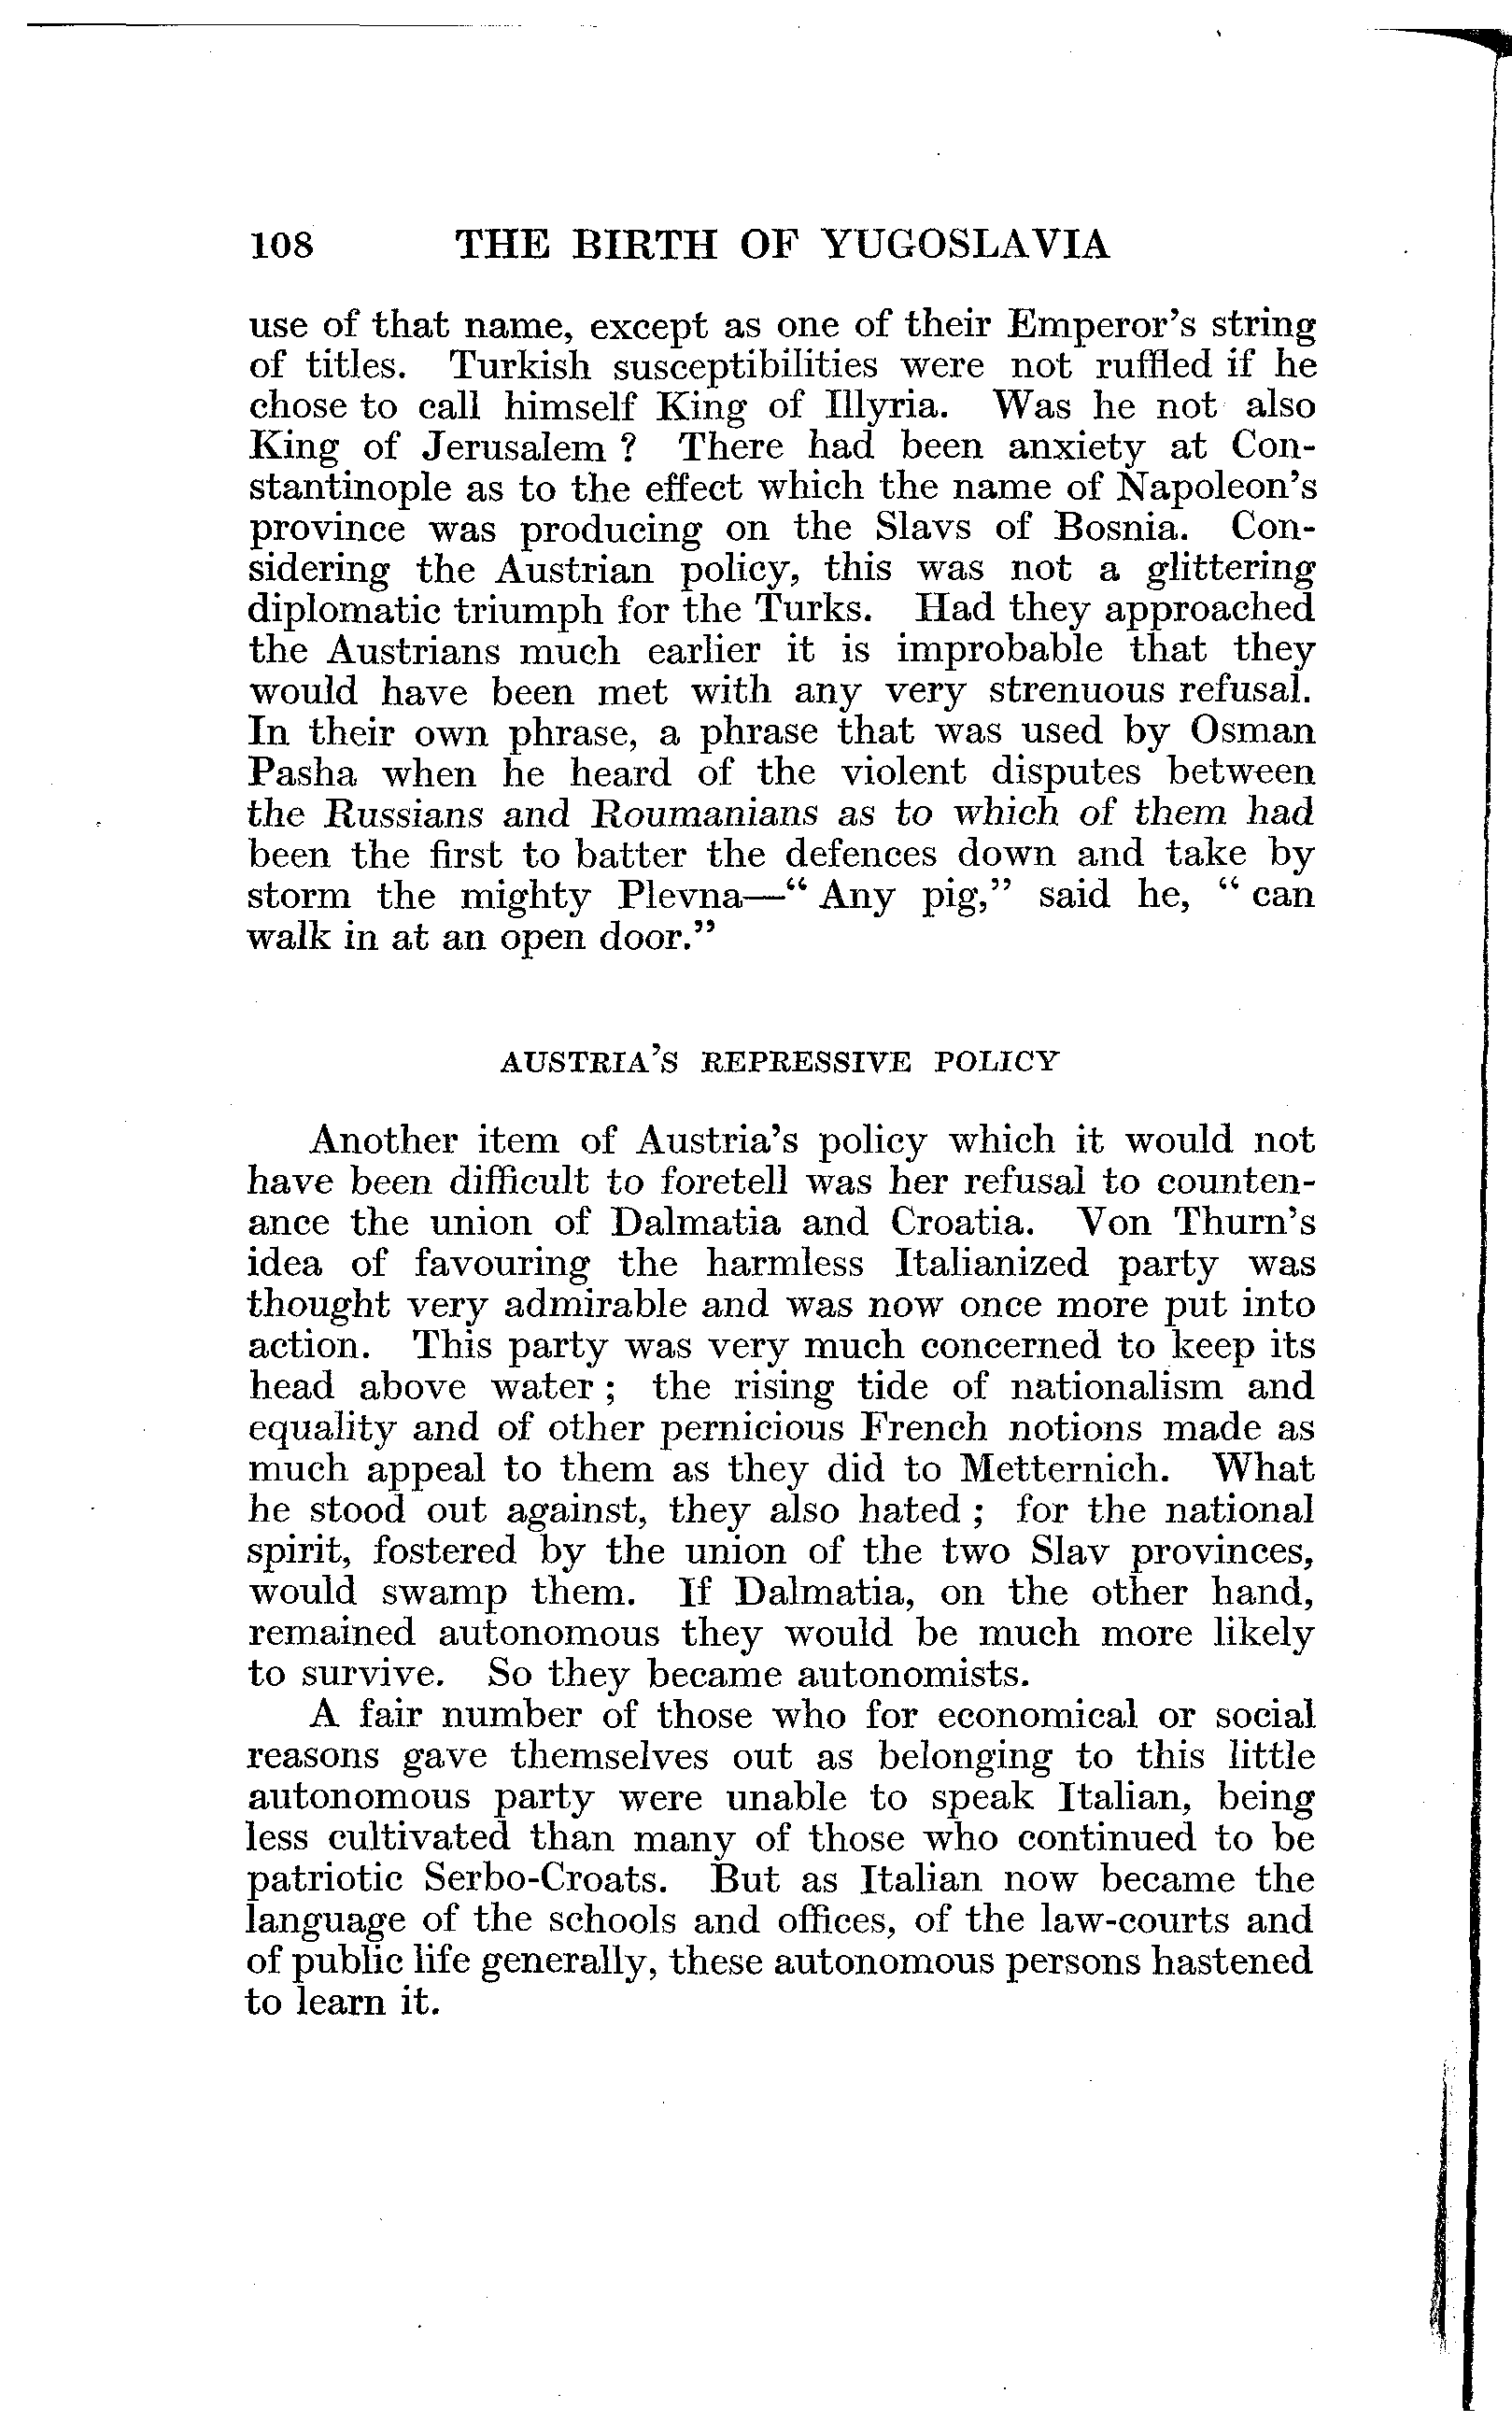 108 THE BIRTH OF YUGOSLAVIA
use of that name, except as one of their Emperor's string
of titles. Turkish susceptibilities were not ruffled if he
chose to call himself King of Illyria. Was he not also
King of Jerusalem ? There had been anxiety at Con-
stantinople as to the effect which the name of Napoleon's
province was producing on the Slavs of Bosnia. Con-
sidering the Austrian policy, this was not a glittering
diplomatic triumph for the Turks. Had they approached
the Austrians much earlier it is improbable that they
would have been met with any very strenuous refusal.
In their own phrase, a phrase that was used by Osman
Pasha when he heard of the violent disputes between
the Russians and Roumanians as to which of them had
been the first to batter the defences down and take by
storm the mighty Plevna—“ Any pig,” said he, “ can
walk in at an open door.”
AUSTRIA'S REPRESSIVE POLICY
Another item of Austria's policy which it would not
have been difficult to foretell was her refusal to counten-
ance the union of Dalmatia and Croatia. Von Thurn's
idea of favouring the harmless Italianized party was
thought very admirable and was now once more put into
action. This party was very much concerned to keep its
head above water ; the rising tide of nationalism and
equality and of other pernicious French notions made as
much appeal to them as they did to Metternich. What
he stood out against, they also hated ; for the national
spirit, fostered by the union of the two Slav provinces,
would swamp them. If Dalmatia, on the other hand,
remained autonomous they would be much more likely
to survive. So they became autonomists.
A fair number of those who for economical or social
reasons gave themselves out as belonging to this little
autonomous party were unable to speak Italian, being
less cultivated than many of those who continued to be
patriotic Serbo-Croats. But as Italian now became the
language of the schools and offices, of the law-courts and
of public life generally, these autonomous persons hastened
to learn it.